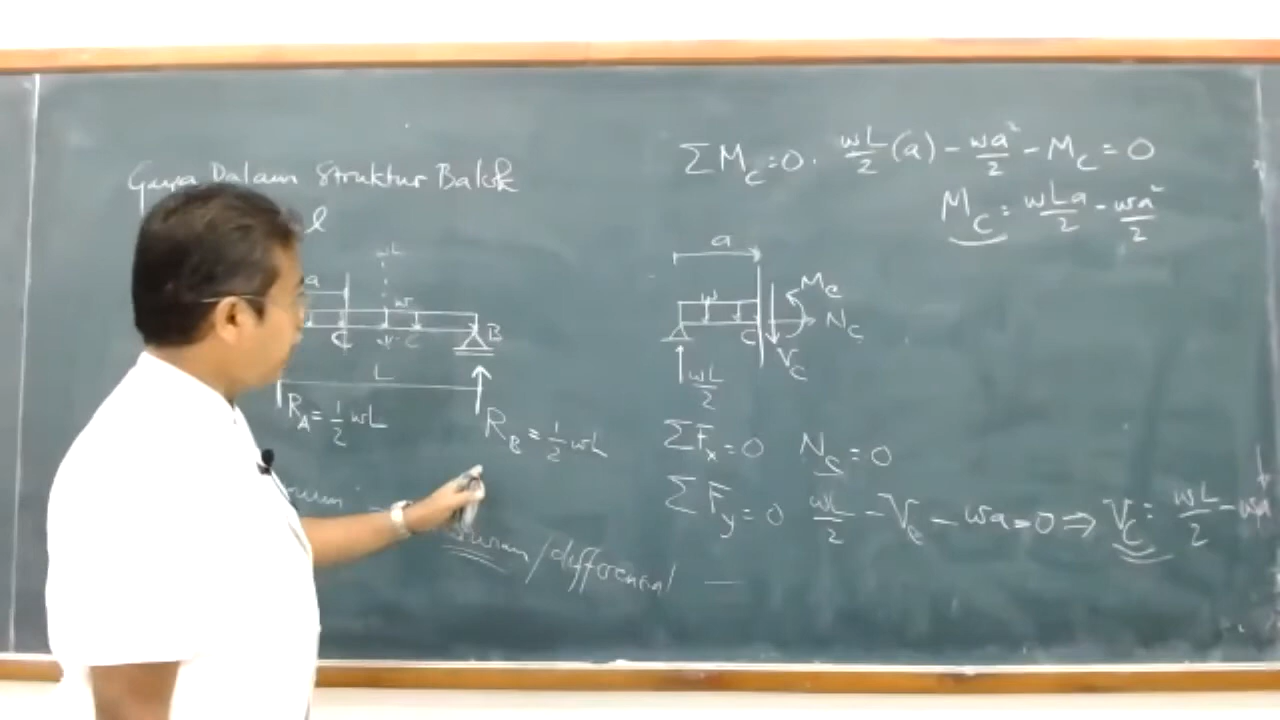 Gaya Dalam Struktur Balok
l
wL
a
w
C
C
B
L
R_A = 1/2 wL
R_B = 1/2 wL
/differensial —
ΣM_C = 0. wL/2 (a) - wa²/2 - M_C = 0
M_C = wLa/2 - wa²/2
a
w
M_C
N_C
C
V_C
wL/2
ΣF_x = 0 N_C = 0
ΣF_y = 0 wL/2 - V_C - wa = 0 ⇒ V_C = wL/2 - wa